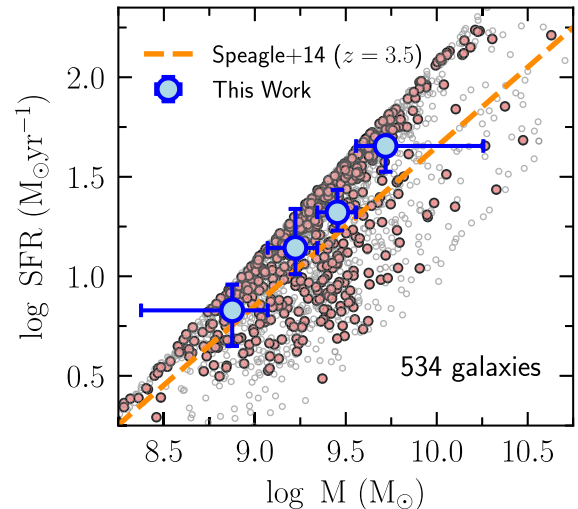 Speagle+14 (z = 3.5)
This Work
2.0
1.5
1.0
0.5
log SFR (M⊙yr−1)
534 galaxies
8.5 9.0 9.5 10.0 10.5
log M (M⊙)